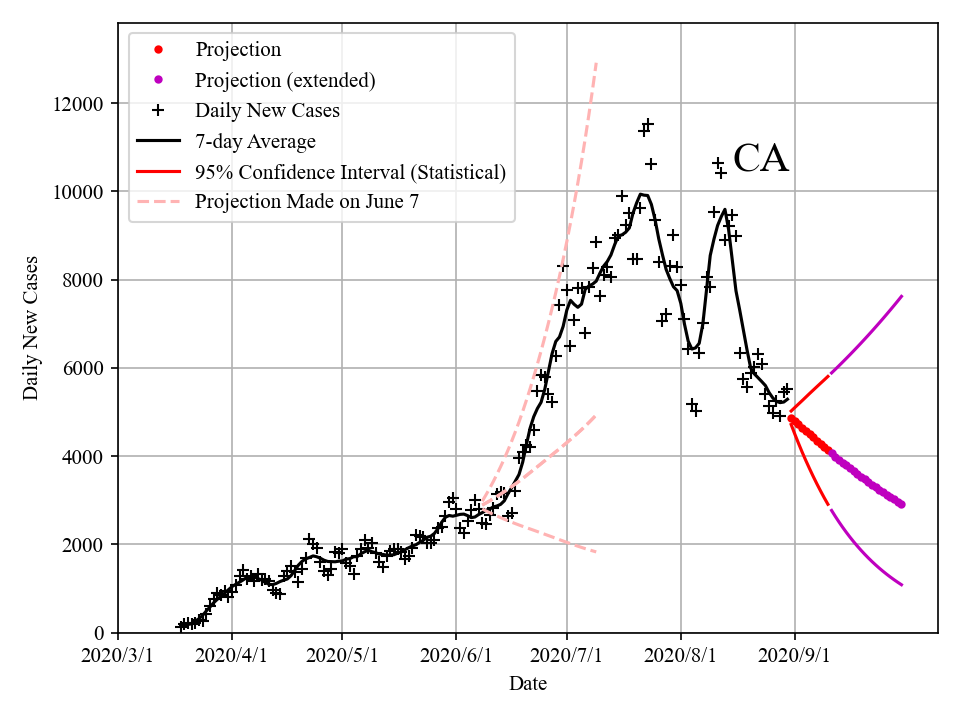 Projection
Projection (extended)
Daily New Cases
7-day Average
95% Confidence Interval (Statistical)
Projection Made on June 7
CA
12000
10000
8000
6000
4000
2000
0
Daily New Cases
2020/3/1 2020/4/1 2020/5/1 2020/6/1 2020/7/1 2020/8/1 2020/9/1
Date